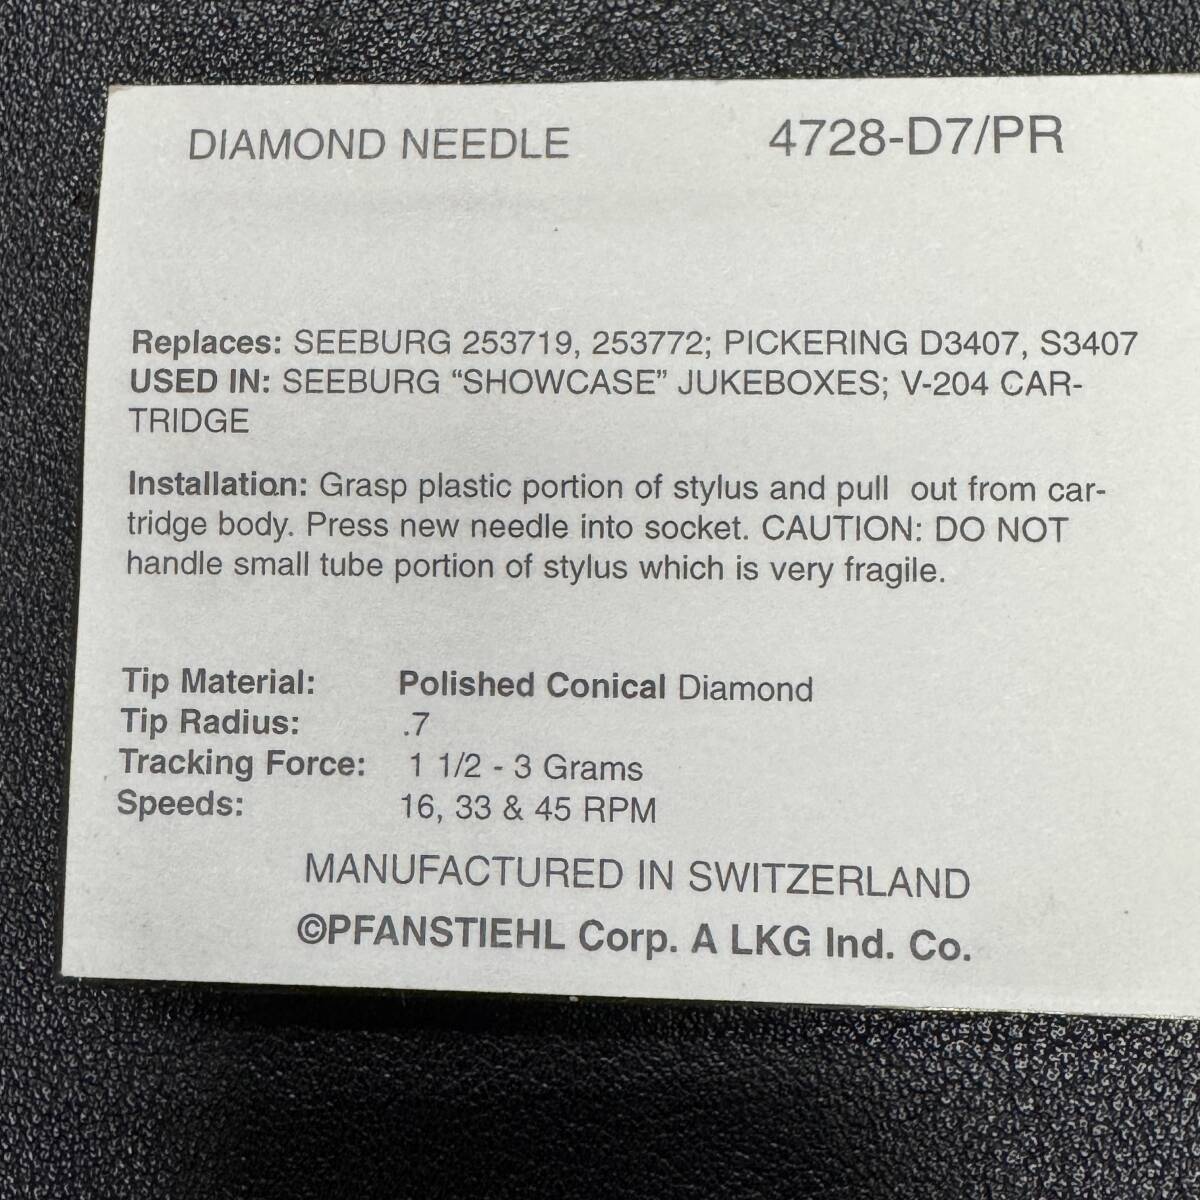 DIAMOND NEEDLE 4728-D7/PR
Replaces: SEEBURG 253719, 253772; PICKERING D3407, S3407
USED IN: SEEBURG “SHOWCASE” JUKEBOXES; V-204 CAR-
TRIDGE
Installation: Grasp plastic portion of stylus and pull out from car-
tridge body. Press new needle into socket. CAUTION: DO NOT
handle small tube portion of stylus which is very fragile.
Tip Material: Polished Conical Diamond
Tip Radius: .7
Tracking Force: 1 1/2 - 3 Grams
Speeds: 16, 33 & 45 RPM
MANUFACTURED IN SWITZERLAND
©PFANSTIEHL Corp. A LKG Ind. Co.